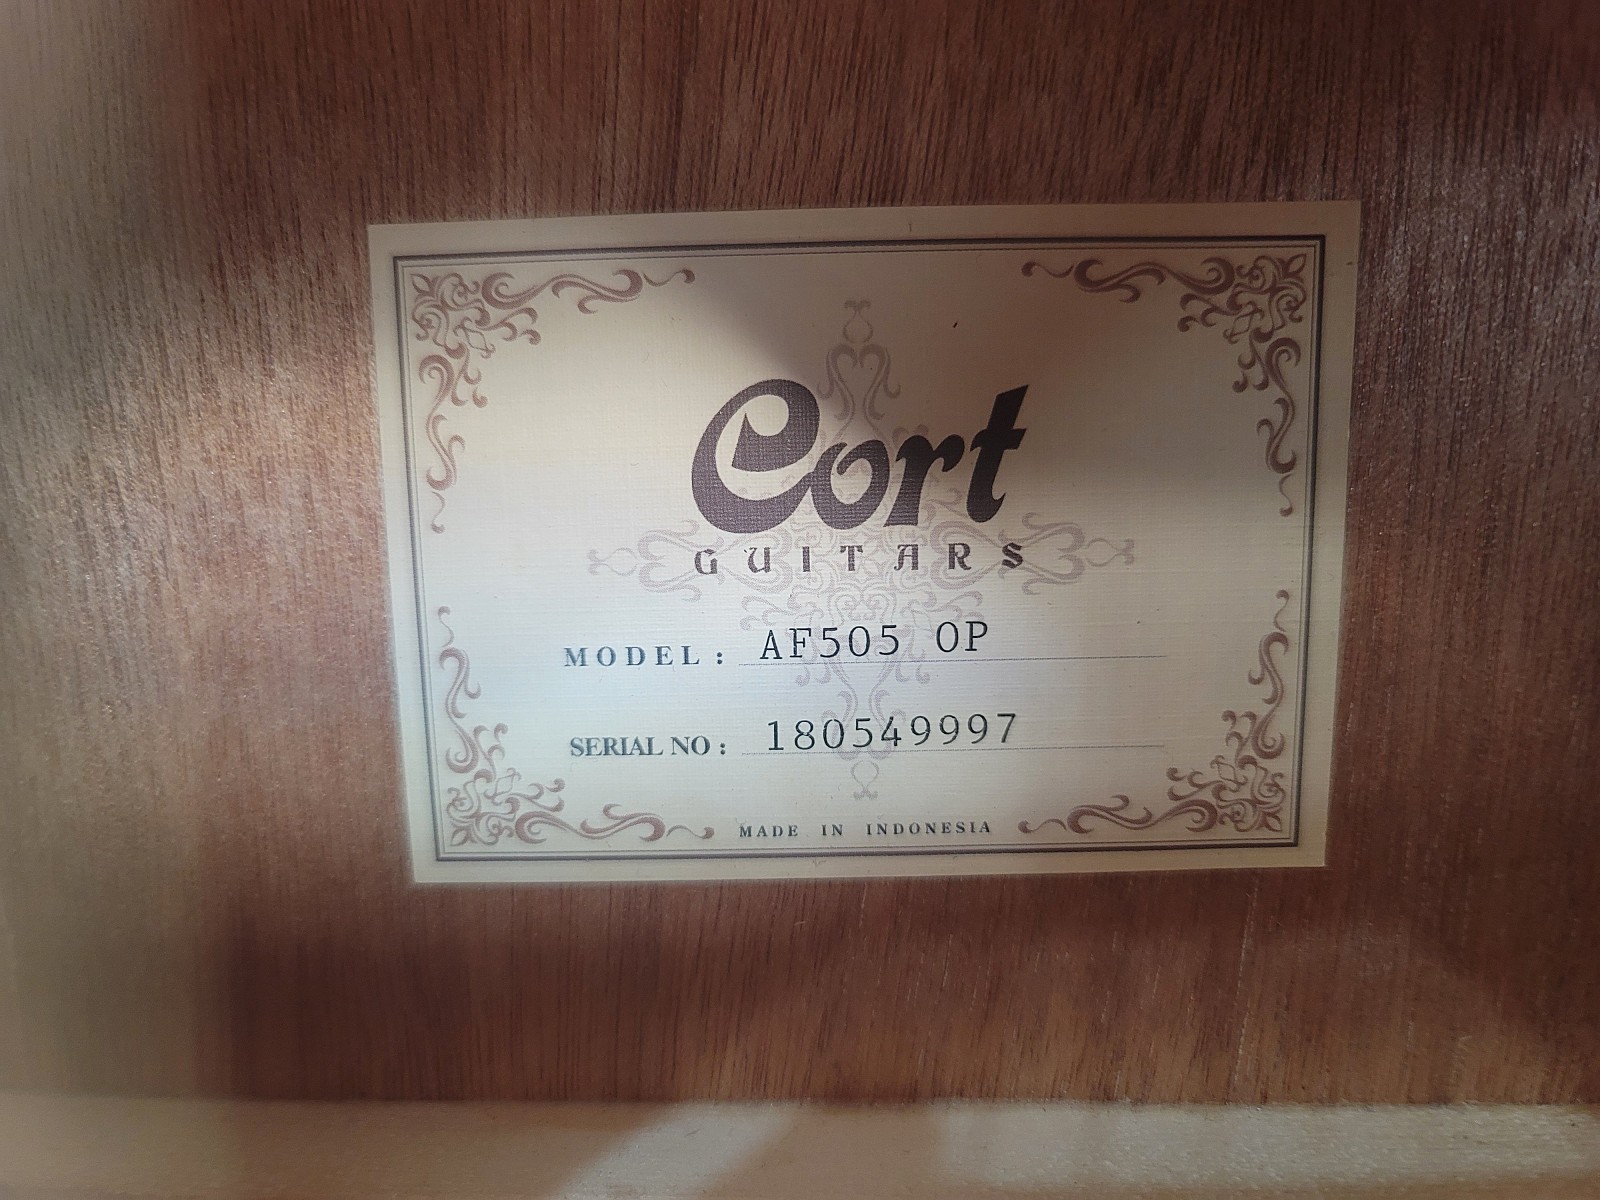 Cort
GUITARS
MODEL: AF505 OP
SERIAL NO: 180549997
MADE IN INDONESIA